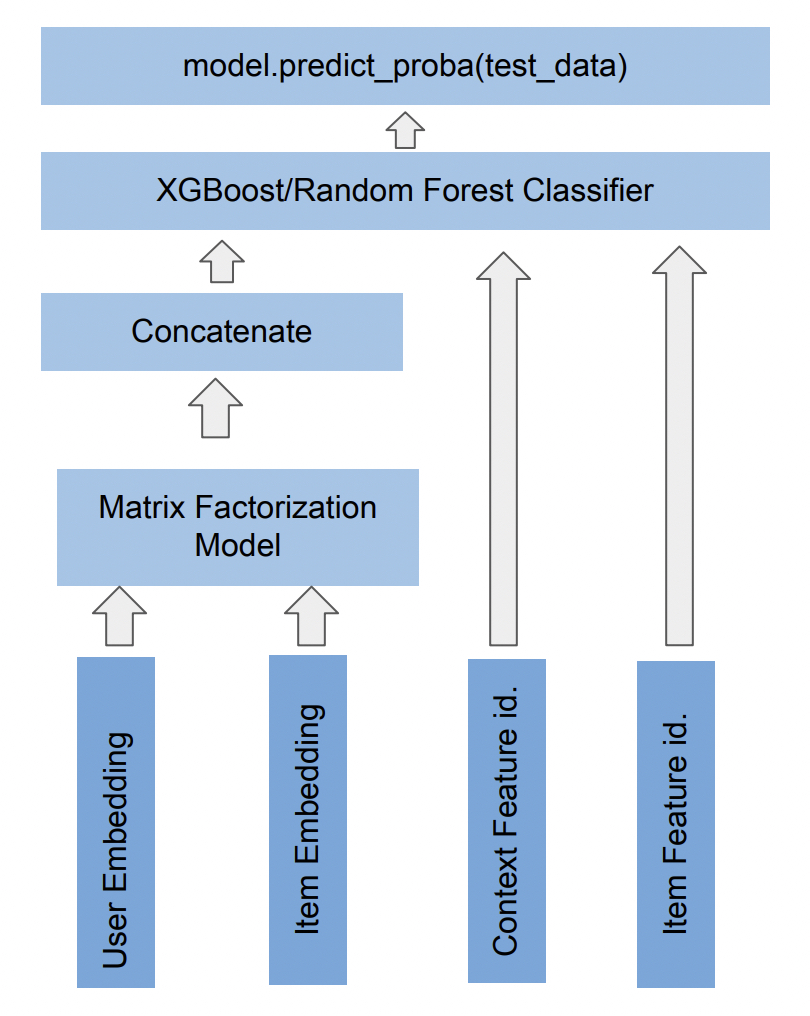 model.predict_proba(test_data)
XGBoost/Random Forest Classifier
Concatenate
Matrix Factorization
Model
User Embedding
Item Embedding
Context Feature id.
Item Feature id.